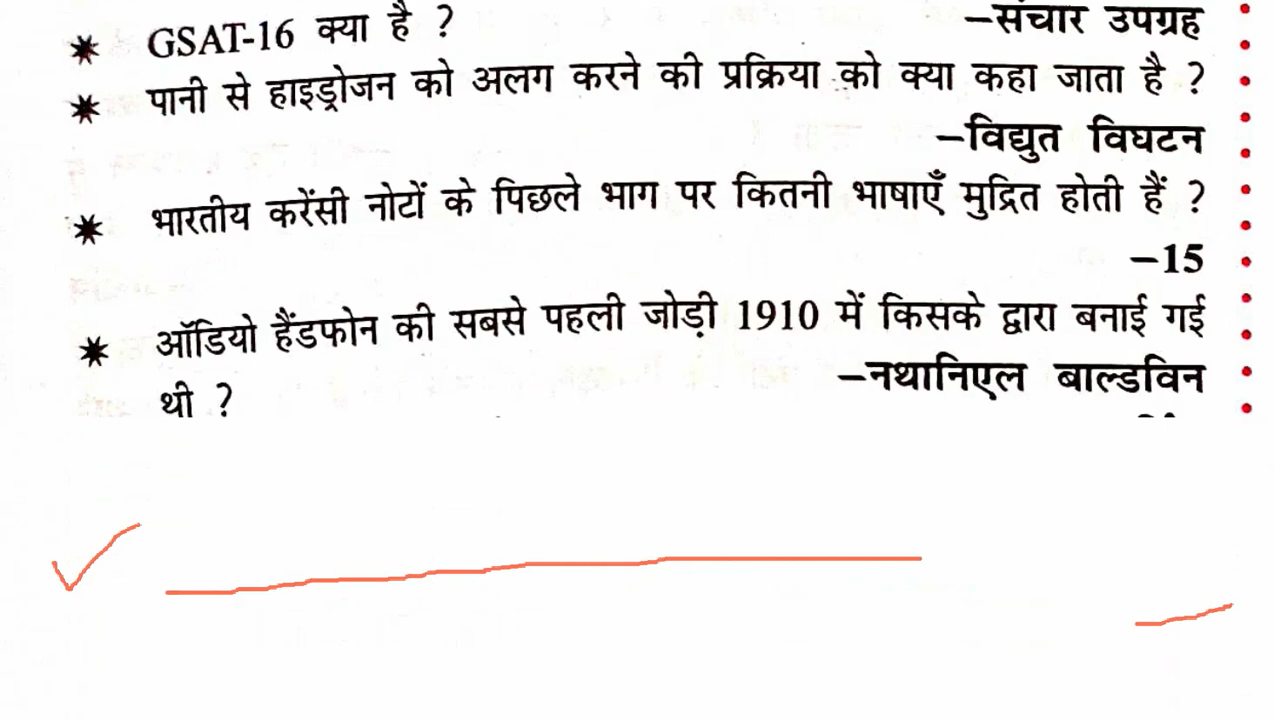 * GSAT-16 क्या है ? –संचार उपग्रह
* पानी से हाइड्रोजन को अलग करने की प्रक्रिया को क्या कहा जाता है ?
–विद्युत विघटन
* भारतीय करेंसी नोटों के पिछले भाग पर कितनी भाषाएँ मुद्रित होती हैं ?
–15
* ऑडियो हैंडफोन की सबसे पहली जोड़ी 1910 में किसके द्वारा बनाई गई
थी ? –नथानिएल बाल्डविन